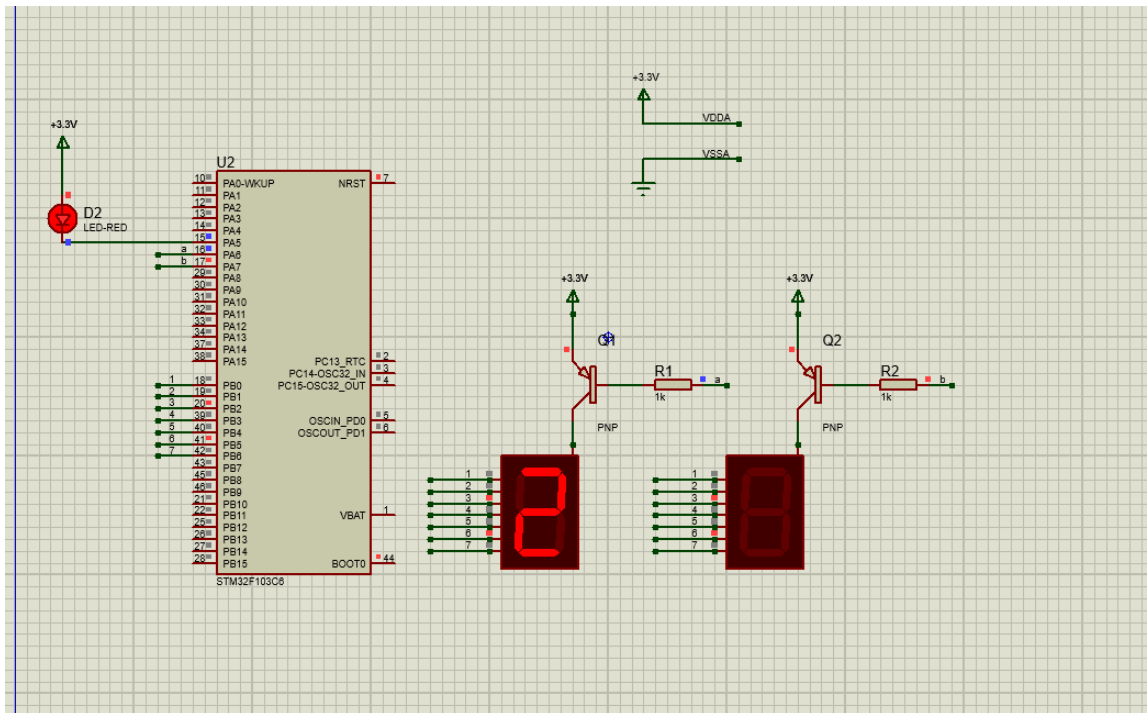 +3.3V
VDDA
VSSA
+3.3V
D2
LED-RED
U2
10 PA0-WKUP
11 PA1
12 PA2
13 PA3
14 PA4
15 PA5
a 16 PA6
b 17 PA7
29 PA8
30 PA9
31 PA10
32 PA11
33 PA12
34 PA13
37 PA14
38 PA15
1 18 PB0
2 19 PB1
3 20 PB2
4 39 PB3
5 40 PB4
6 41 PB5
7 42 PB6
43 PB7
45 PB8
46 PB9
21 PB10
22 PB11
25 PB12
26 PB13
27 PB14
28 PB15
NRST 7
PC13_RTC 2
PC14-OSC32_IN 3
PC15-OSC32_OUT 4
OSCIN_PD0 5
OSCOUT_PD1 6
VBAT 1
BOOT0 44
STM32F103C6
+3.3V
Q1
R1
a
1k
PNP
1
2
3
4
5
6
7
2
+3.3V
Q2
R2
b
1k
PNP
1
2
3
4
5
6
7